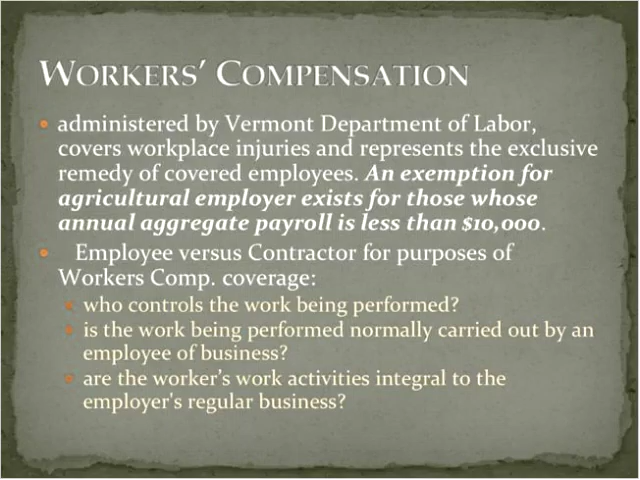 WORKERS’ COMPENSATION
administered by Vermont Department of Labor,
covers workplace injuries and represents the exclusive
remedy of covered employees. An exemption for
agricultural employer exists for those whose
annual aggregate payroll is less than $10,000.
Employee versus Contractor for purposes of
Workers Comp. coverage:
who controls the work being performed?
is the work being performed normally carried out by an
employee of business?
are the worker’s work activities integral to the
employer's regular business?